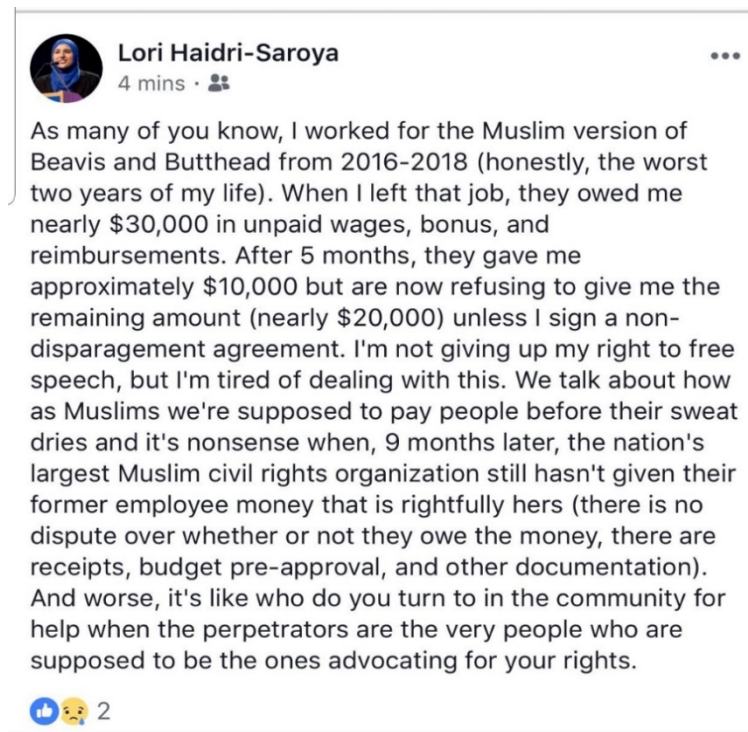 Lori Haidri-Saroya
4 mins ·
As many of you know, I worked for the Muslim version of
Beavis and Butthead from 2016-2018 (honestly, the worst
two years of my life). When I left that job, they owed me
nearly $30,000 in unpaid wages, bonus, and
reimbursements. After 5 months, they gave me
approximately $10,000 but are now refusing to give me the
remaining amount (nearly $20,000) unless I sign a non-
disparagement agreement. I'm not giving up my right to free
speech, but I'm tired of dealing with this. We talk about how
as Muslims we're supposed to pay people before their sweat
dries and it's nonsense when, 9 months later, the nation's
largest Muslim civil rights organization still hasn't given their
former employee money that is rightfully hers (there is no
dispute over whether or not they owe the money, there are
receipts, budget pre-approval, and other documentation).
And worse, it's like who do you turn to in the community for
help when the perpetrators are the very people who are
supposed to be the ones advocating for your rights.
2